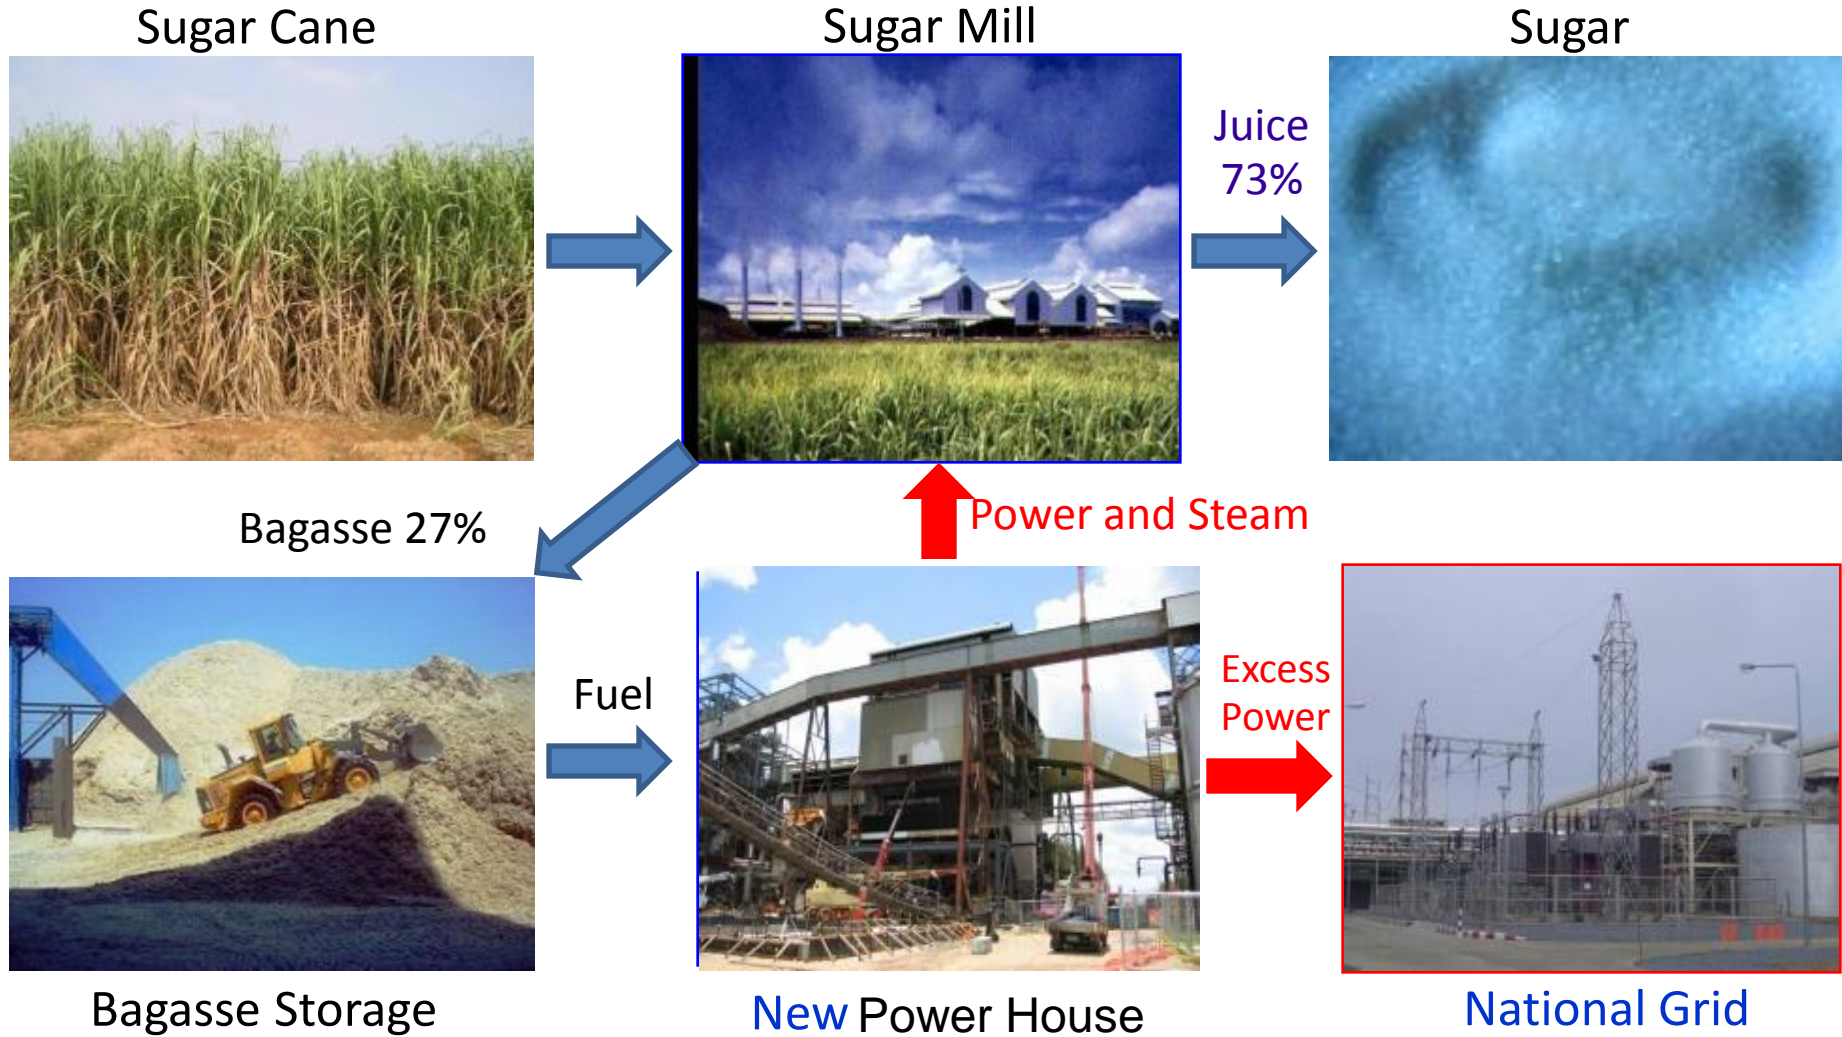 Sugar Cane
Sugar Mill
Sugar
Juice
73%
Bagasse 27%
Power and Steam
Fuel
Excess
Power
Bagasse Storage
New Power House
National Grid